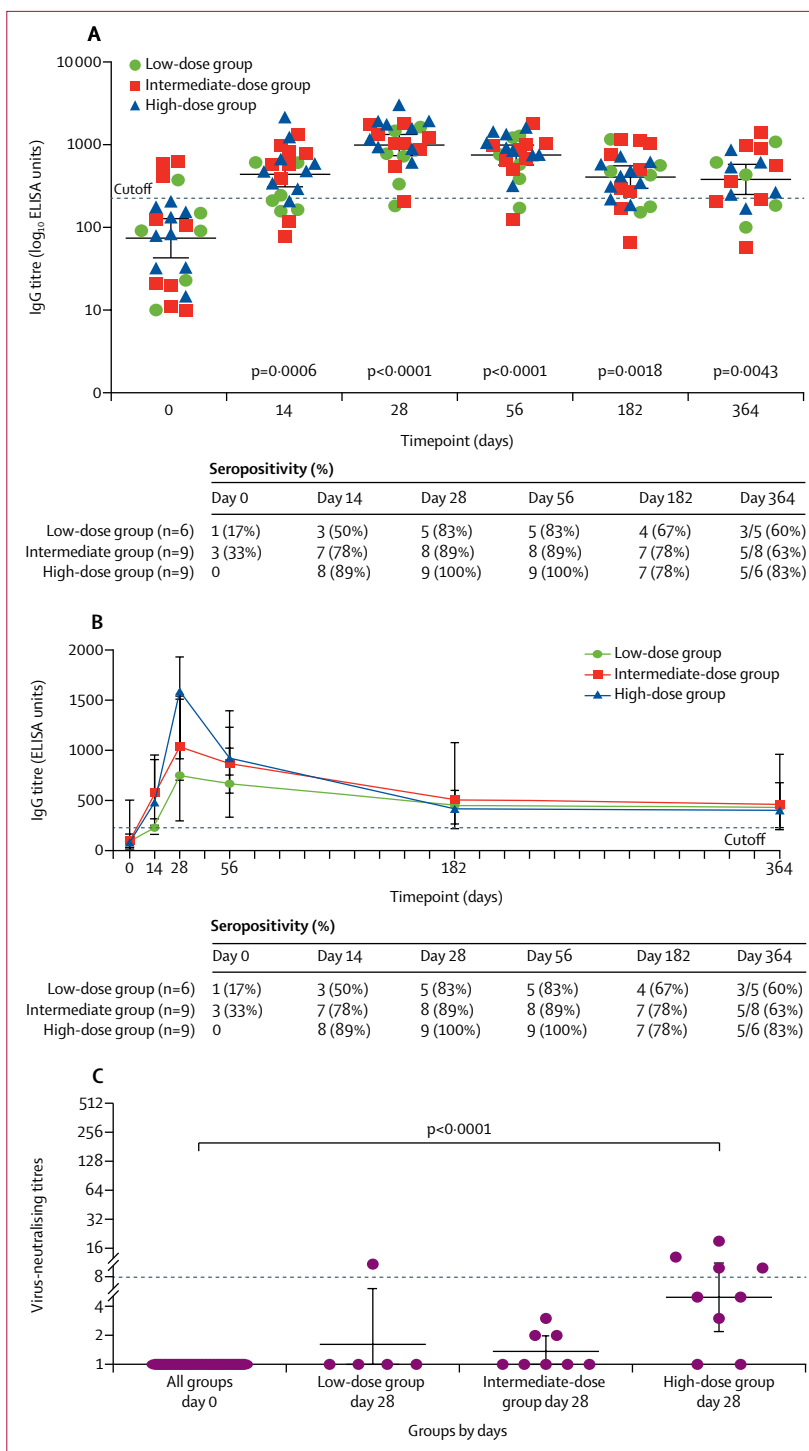 A
Low-dose group
Intermediate-dose group
High-dose group
10 000
1000
100
10
0
Cutoff
IgG titre (log₁₀ ELISA units)
p=0·0006 p<0·0001 p<0·0001 p=0·0018 p=0·0043
0 14 28 56 182 364
Timepoint (days)
Seropositivity (%)
Day 0 Day 14 Day 28 Day 56 Day 182 Day 364
Low-dose group (n=6) 1 (17%) 3 (50%) 5 (83%) 5 (83%) 4 (67%) 3/5 (60%)
Intermediate group (n=9) 3 (33%) 7 (78%) 8 (89%) 8 (89%) 7 (78%) 5/8 (63%)
High-dose group (n=9) 0 8 (89%) 9 (100%) 9 (100%) 7 (78%) 5/6 (83%)
B
Low-dose group
Intermediate-dose group
High-dose group
2000
1500
1000
500
0
IgG titre (ELISA units)
Cutoff
0 14 28 56 182 364
Timepoint (days)
Seropositivity (%)
Day 0 Day 14 Day 28 Day 56 Day 182 Day 364
Low-dose group (n=6) 1 (17%) 3 (50%) 5 (83%) 5 (83%) 4 (67%) 3/5 (60%)
Intermediate group (n=9) 3 (33%) 7 (78%) 8 (89%) 8 (89%) 7 (78%) 5/8 (63%)
High-dose group (n=9) 0 8 (89%) 9 (100%) 9 (100%) 7 (78%) 5/6 (83%)
C
512
256
128
64
32
16
8
4
2
1
Virus-neutralising titres
p<0·0001
All groups Low-dose group Intermediate-dose High-dose group
day 0 day 28 group day 28 day 28
Groups by days